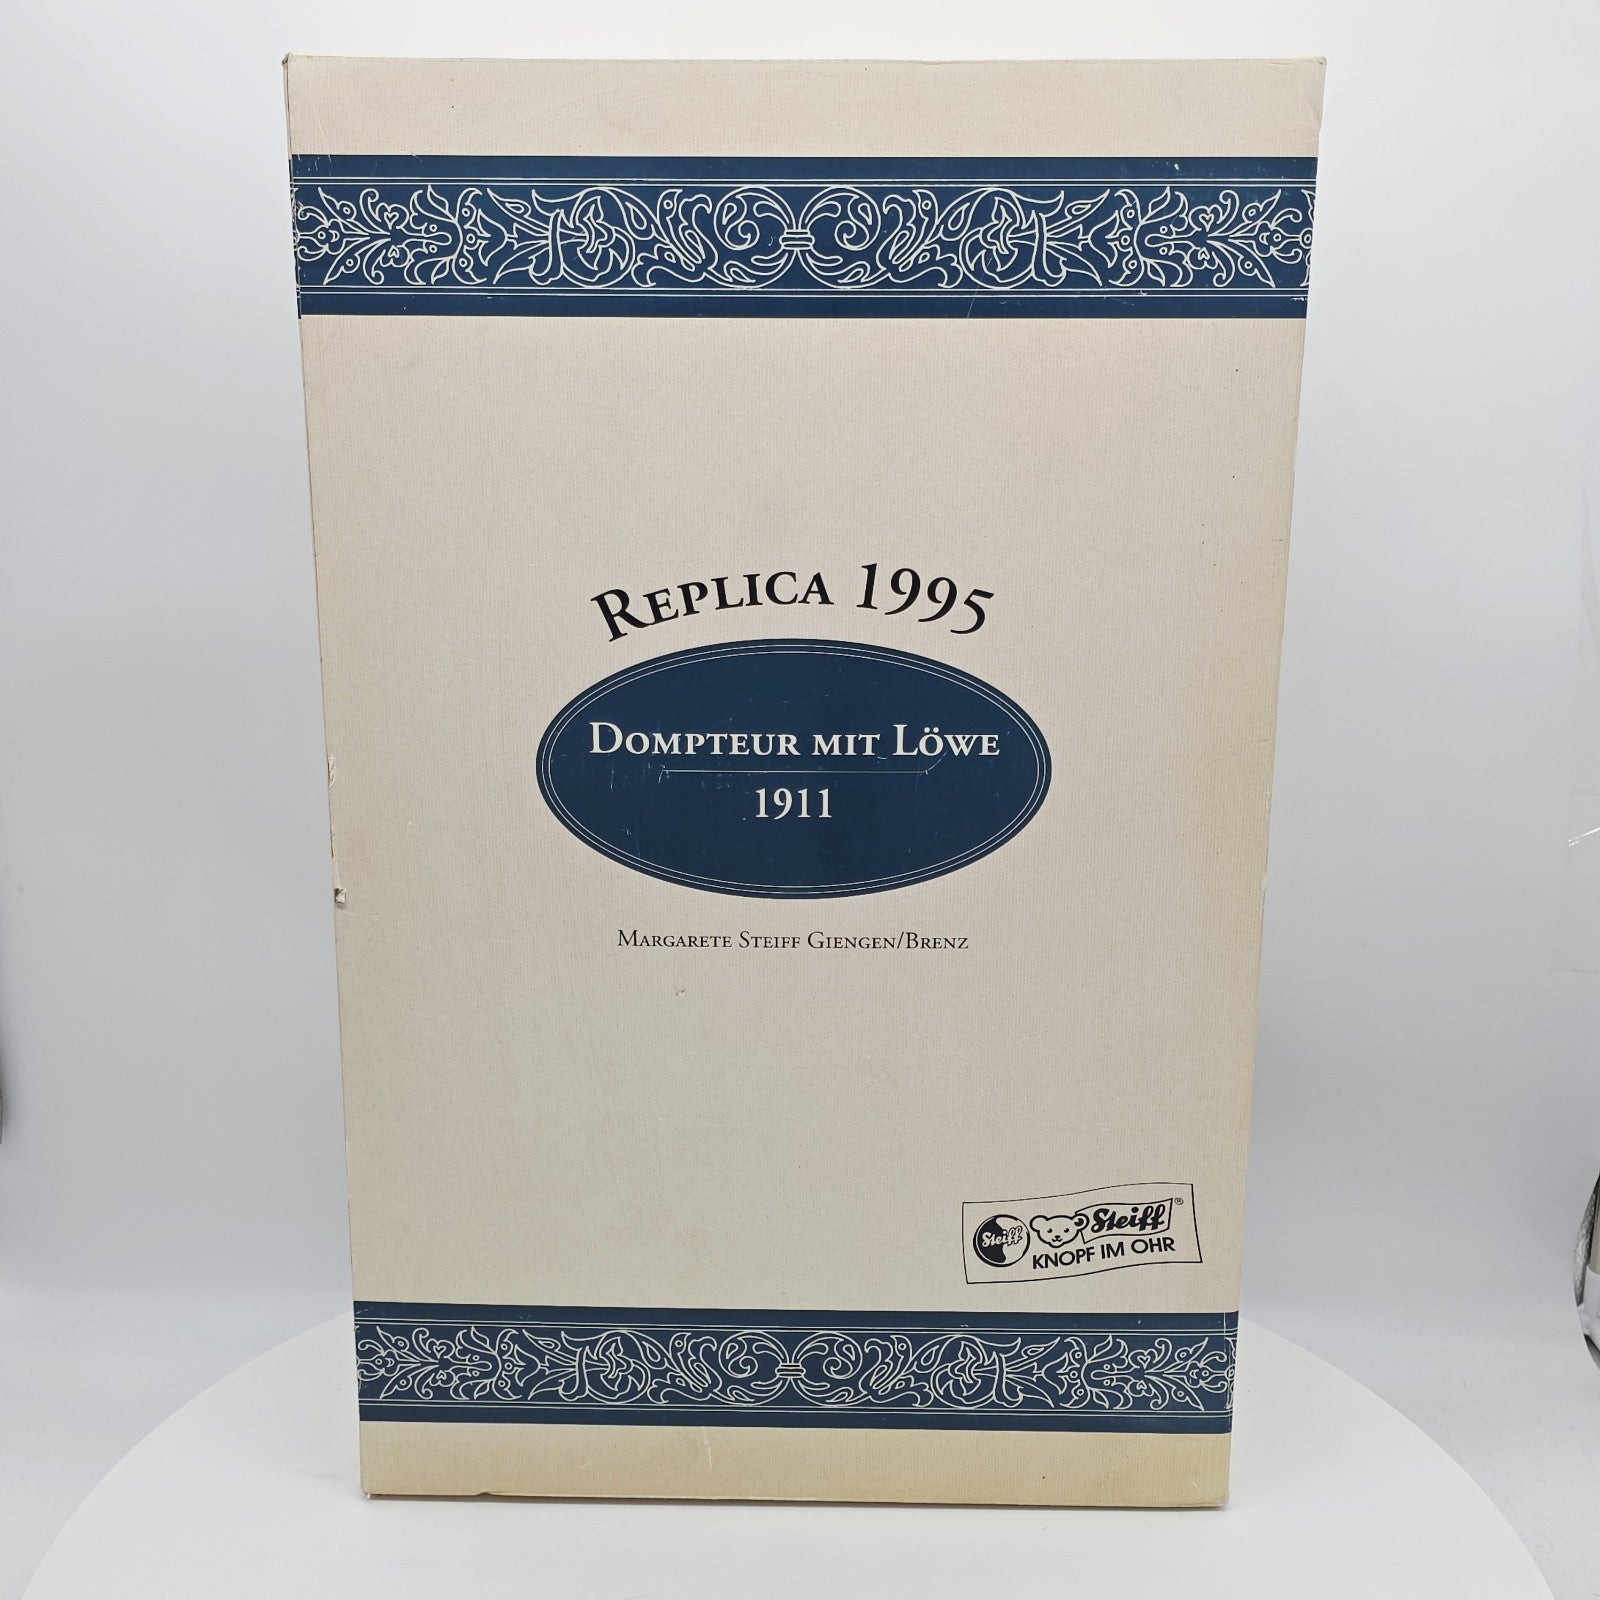 REPLICA 1995
DOMPTEUR MIT LÖWE
1911
MARGARETE STEIFF GIENGEN/BRENZ
Steiff
Steiff®
KNOPF IM OHR